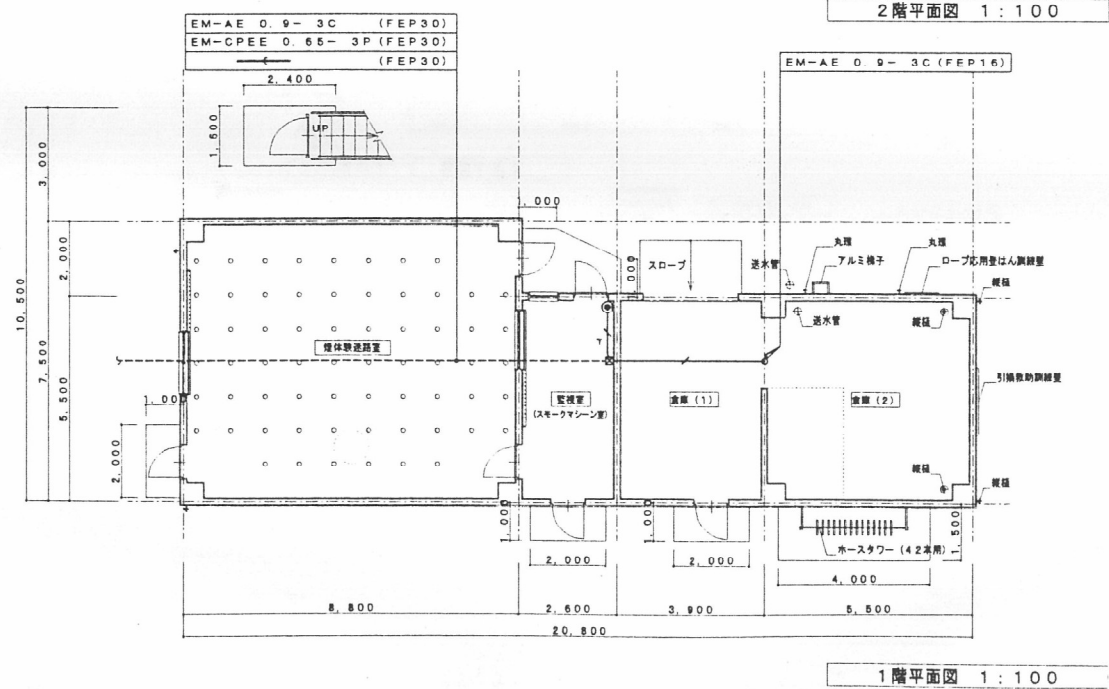 2階平面図 1:100
EM-AE 0.9- 3C (FEP30)
EM-CPEE 0.65- 3P (FEP30)
(FEP30)
EM-AE 0.9- 3C (FEP16)
2,400
1,500
UP
3,000
10,500
2,000
7,500
5,500
1,000
スロープ
送水管
丸環
アルミ梯子
丸環
ロープ応用登はん訓練壁
縦樋
送水管
縦樋
煙体験迷路室
T
監視室
(スモークマシーン室)
倉庫(1)
倉庫(2)
引揚救助訓練壁
2,000
縦樋
縦樋
1,000
2,000
1,000
2,000
ホースタワー(42本用)
1,500
4,000
8,800
2,600
3,900
5,500
20,800
1階平面図 1:100